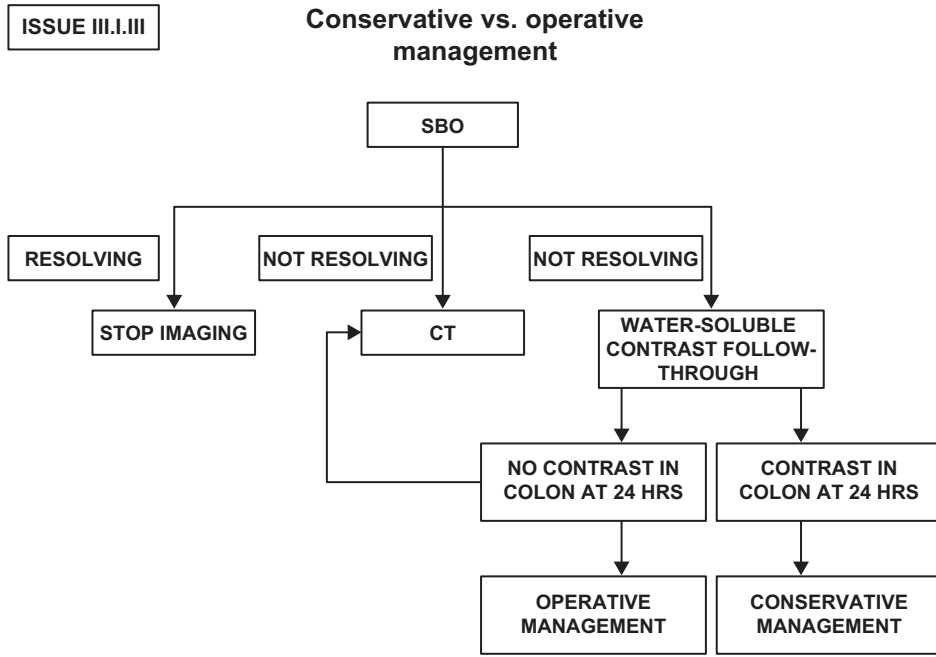 ISSUE III.I.III
Conservative vs. operative
management
SBO
RESOLVING
NOT RESOLVING
NOT RESOLVING
STOP IMAGING
CT
WATER-SOLUBLE
CONTRAST FOLLOW-
THROUGH
NO CONTRAST IN
COLON AT 24 HRS
CONTRAST IN
COLON AT 24 HRS
OPERATIVE
MANAGEMENT
CONSERVATIVE
MANAGEMENT